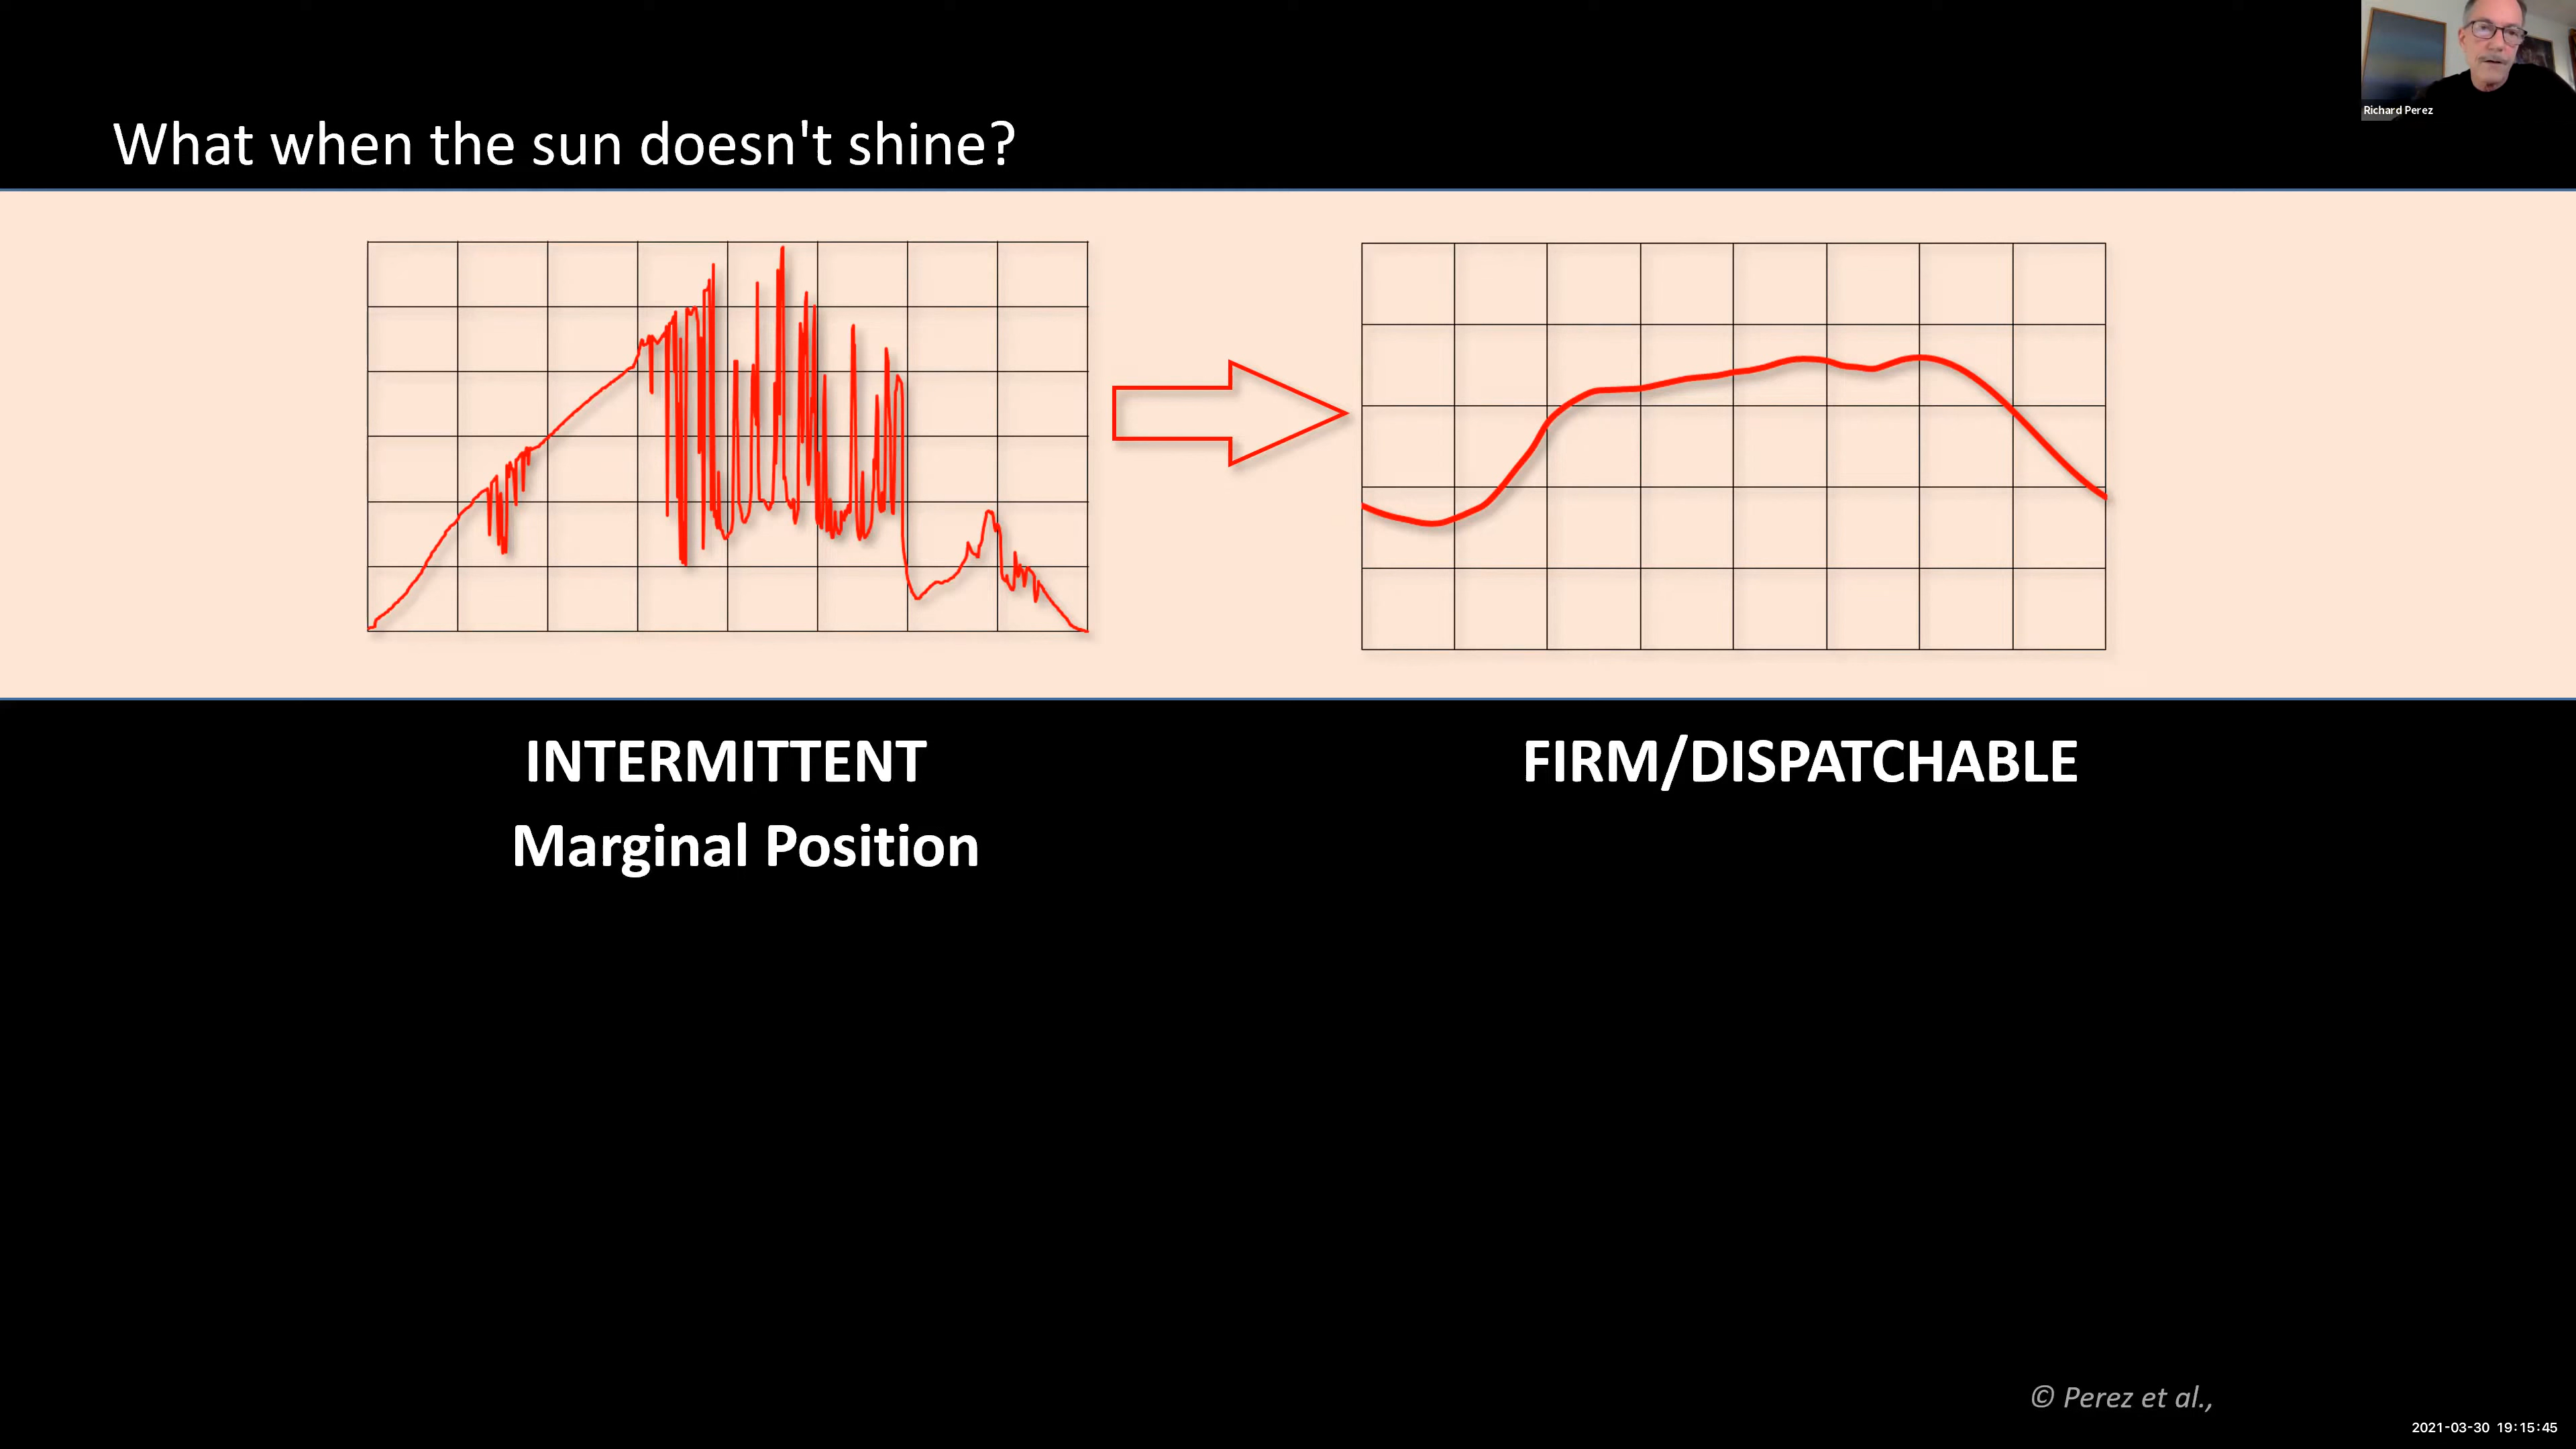 Richard Perez
What when the sun doesn't shine?
INTERMITTENT
Marginal Position
FIRM/DISPATCHABLE
© Perez et al.,
2021-03-30 19:15:45